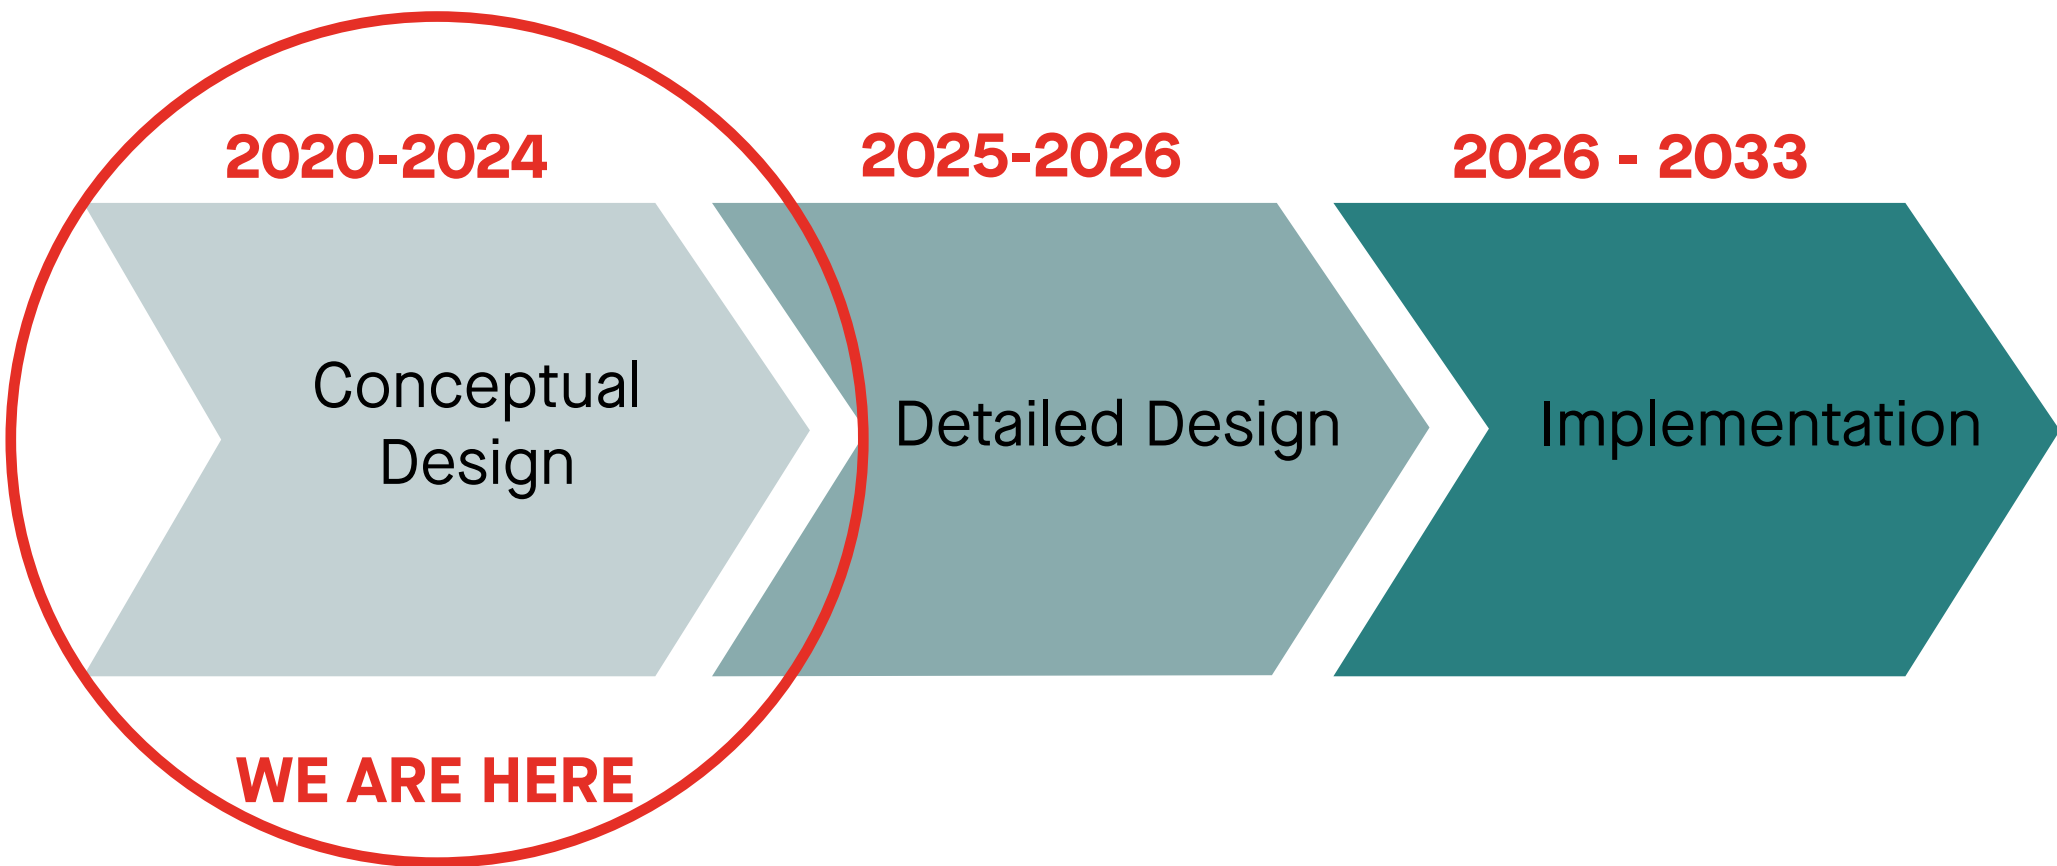 2020-2024
Conceptual
Design
WE ARE HERE
2025-2026
Detailed Design
2026 - 2033
Implementation